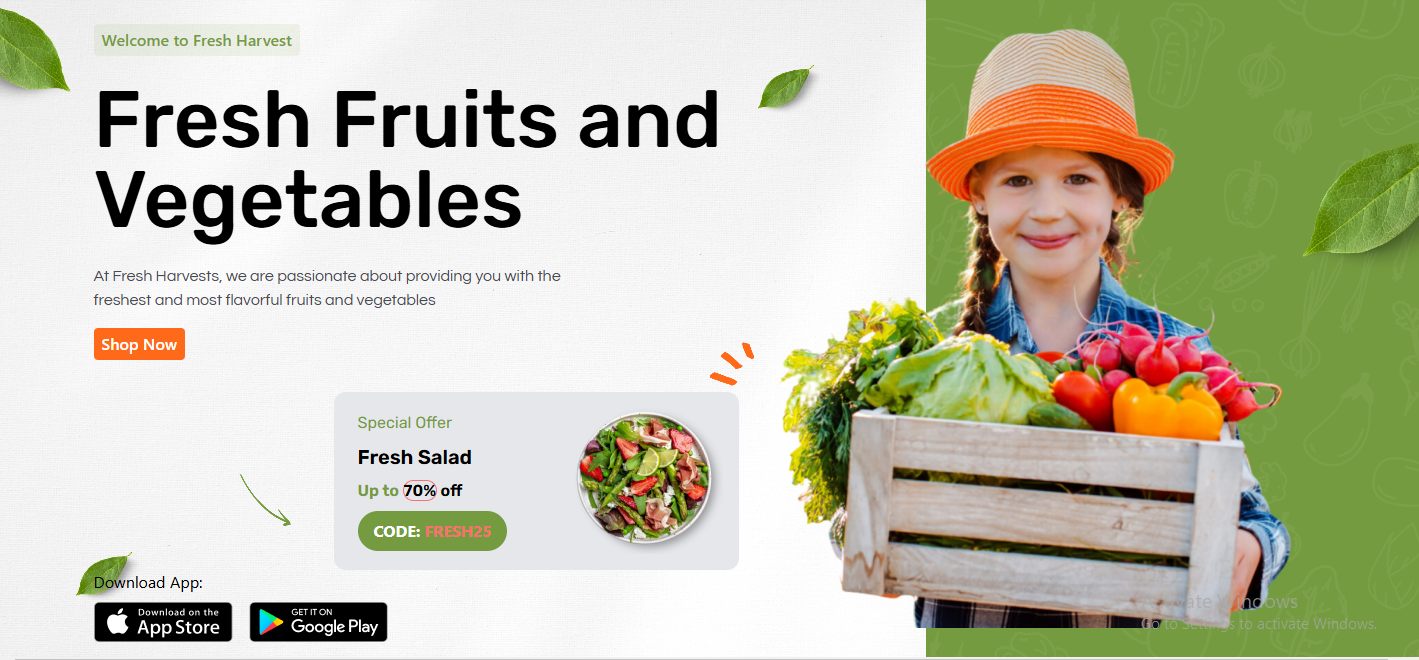 Welcome to Fresh Harvest
Fresh Fruits and
Vegetables
At Fresh Harvests, we are passionate about providing you with the
freshest and most flavorful fruits and vegetables
Shop Now
Special Offer
Fresh Salad
Up to 70% off
CODE: FRESH25
Download App:
Download on the
App Store
GET IT ON
Google Play
Activate Windows
Go to Settings to activate Windows.